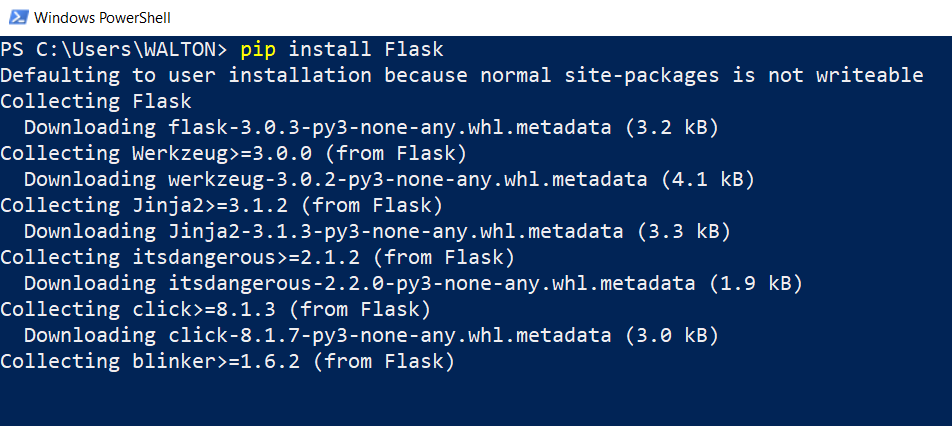 Windows PowerShell
PS C:\Users\WALTON> pip install Flask
Defaulting to user installation because normal site-packages is not writeable
Collecting Flask
  Downloading flask-3.0.3-py3-none-any.whl.metadata (3.2 kB)
Collecting Werkzeug>=3.0.0 (from Flask)
  Downloading werkzeug-3.0.2-py3-none-any.whl.metadata (4.1 kB)
Collecting Jinja2>=3.1.2 (from Flask)
  Downloading Jinja2-3.1.3-py3-none-any.whl.metadata (3.3 kB)
Collecting itsdangerous>=2.1.2 (from Flask)
  Downloading itsdangerous-2.2.0-py3-none-any.whl.metadata (1.9 kB)
Collecting click>=8.1.3 (from Flask)
  Downloading click-8.1.7-py3-none-any.whl.metadata (3.0 kB)
Collecting blinker>=1.6.2 (from Flask)